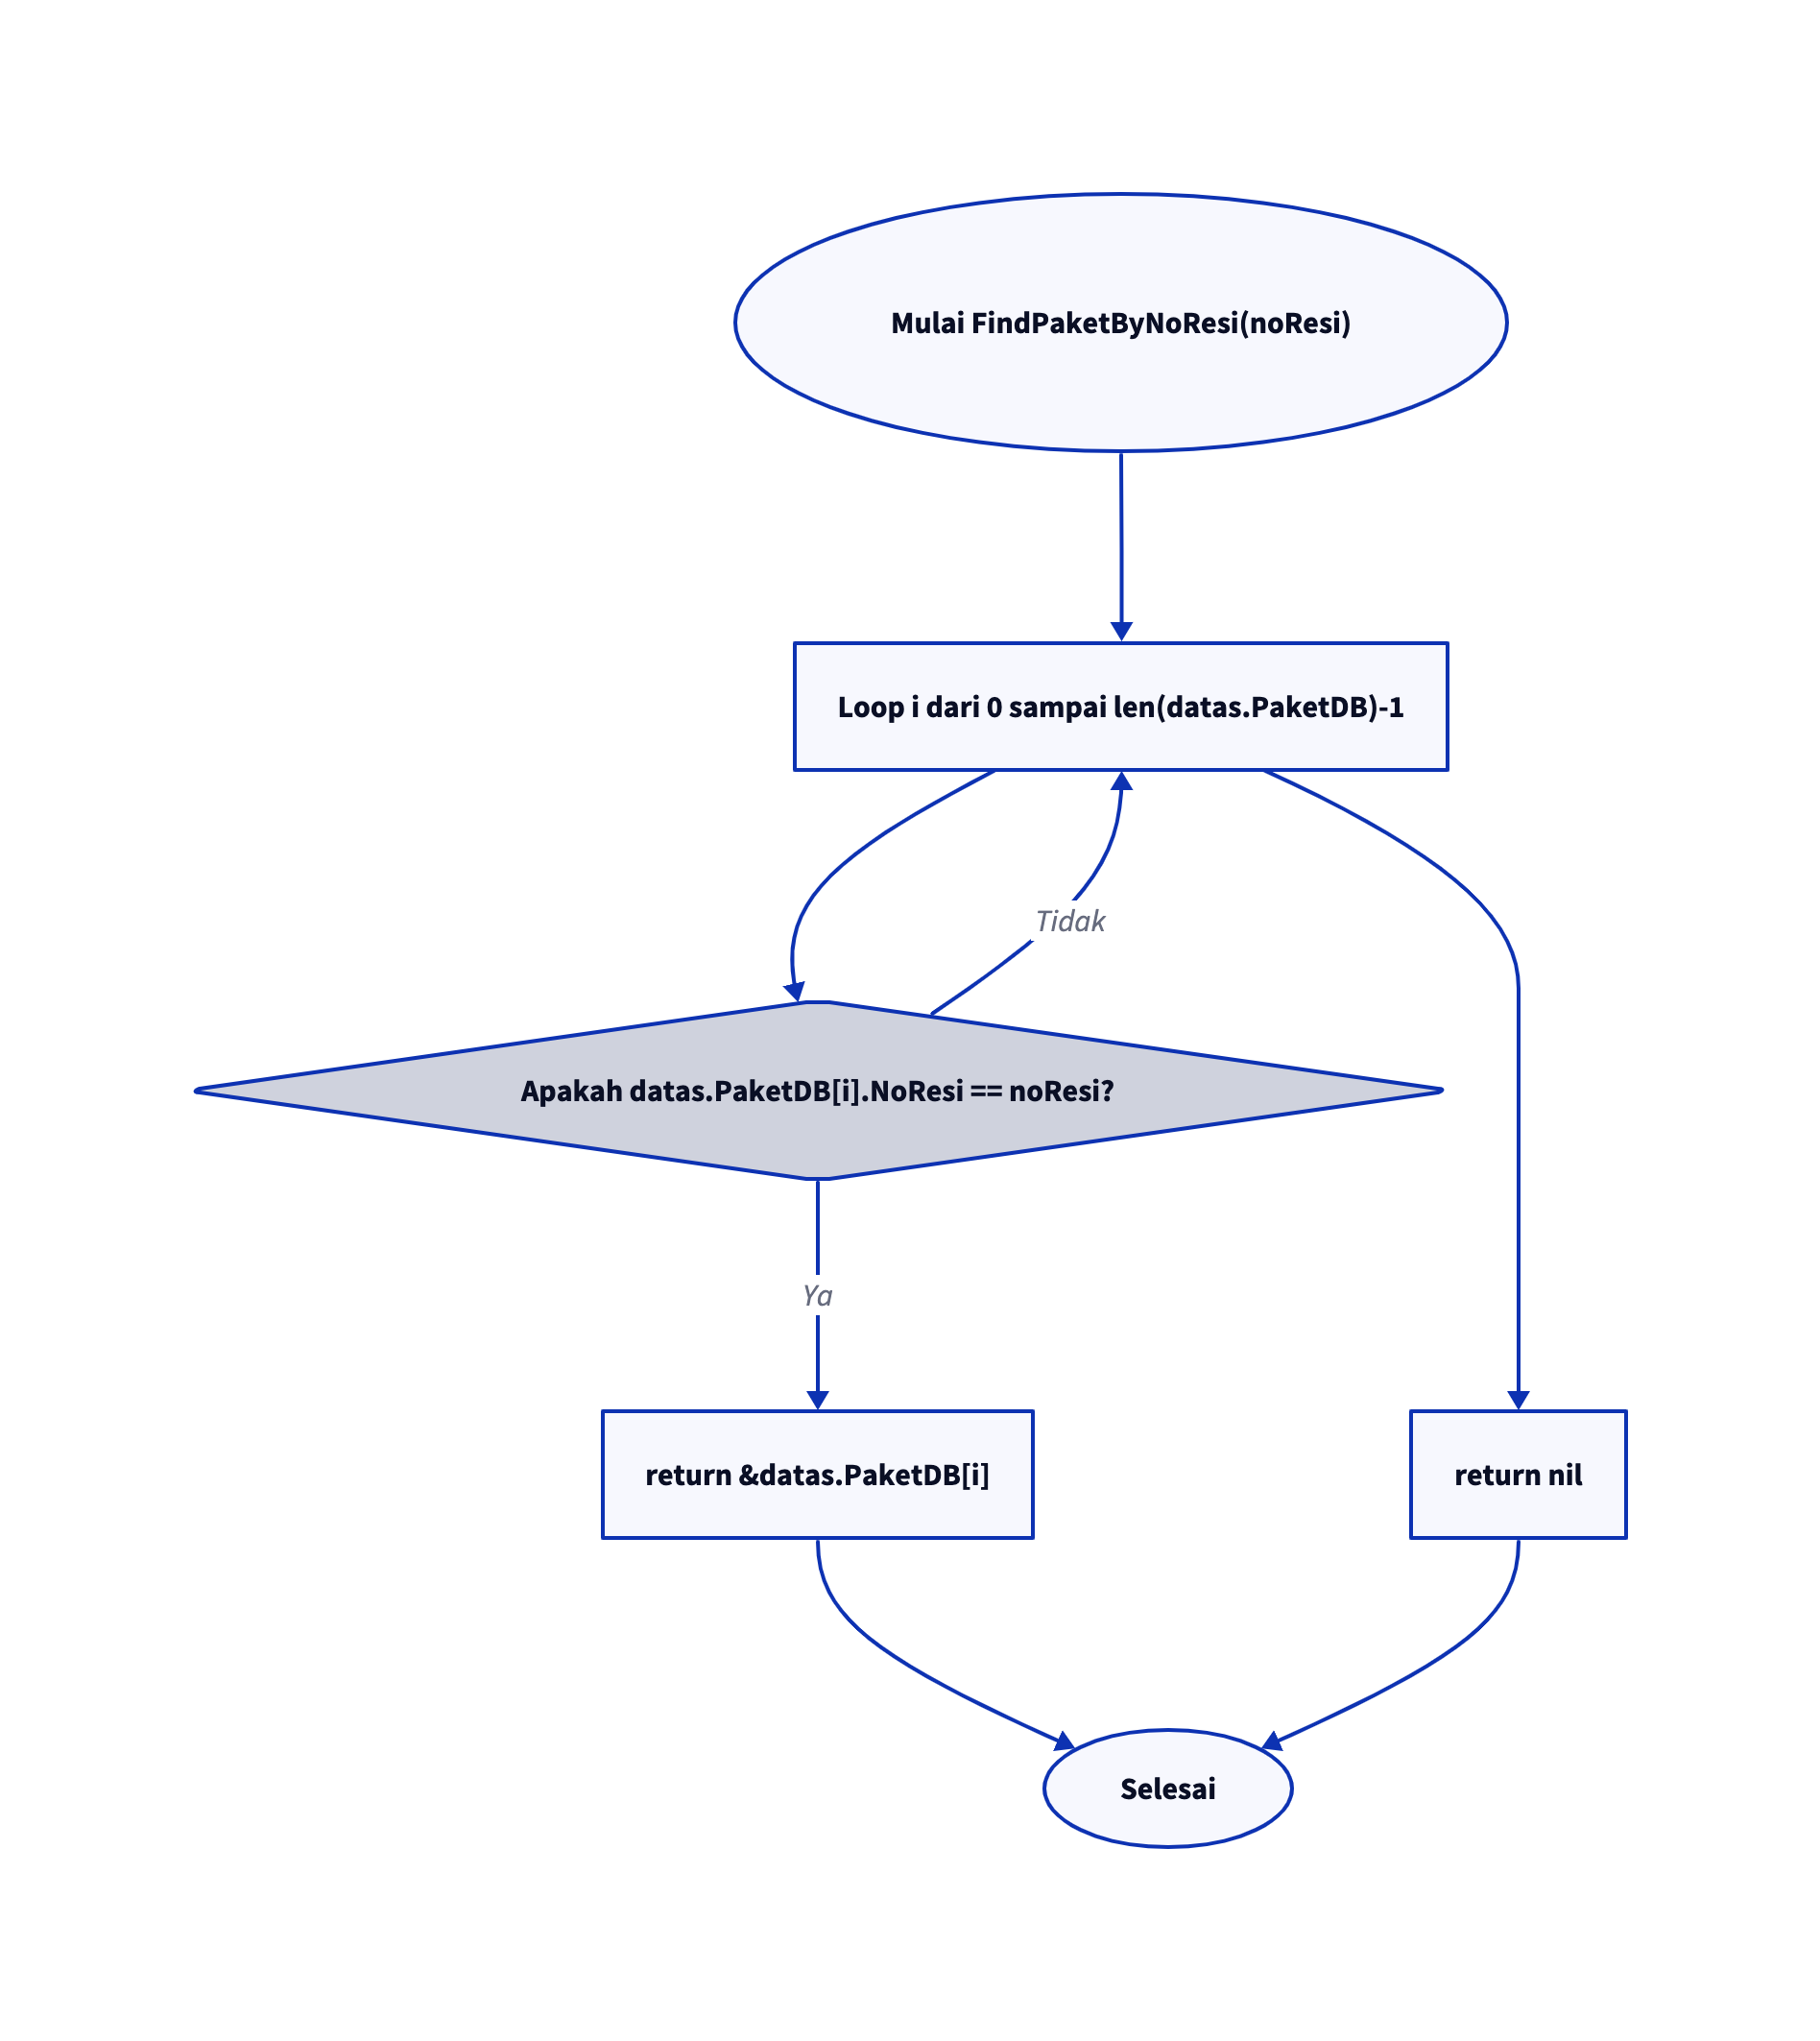 Mulai FindPaketByNoResi(noResi)
Loop i dari 0 sampai len(datas.PaketDB)-1
Tidak
Apakah datas.PaketDB[i].NoResi == noResi?
Ya
return &datas.PaketDB[i]
return nil
Selesai